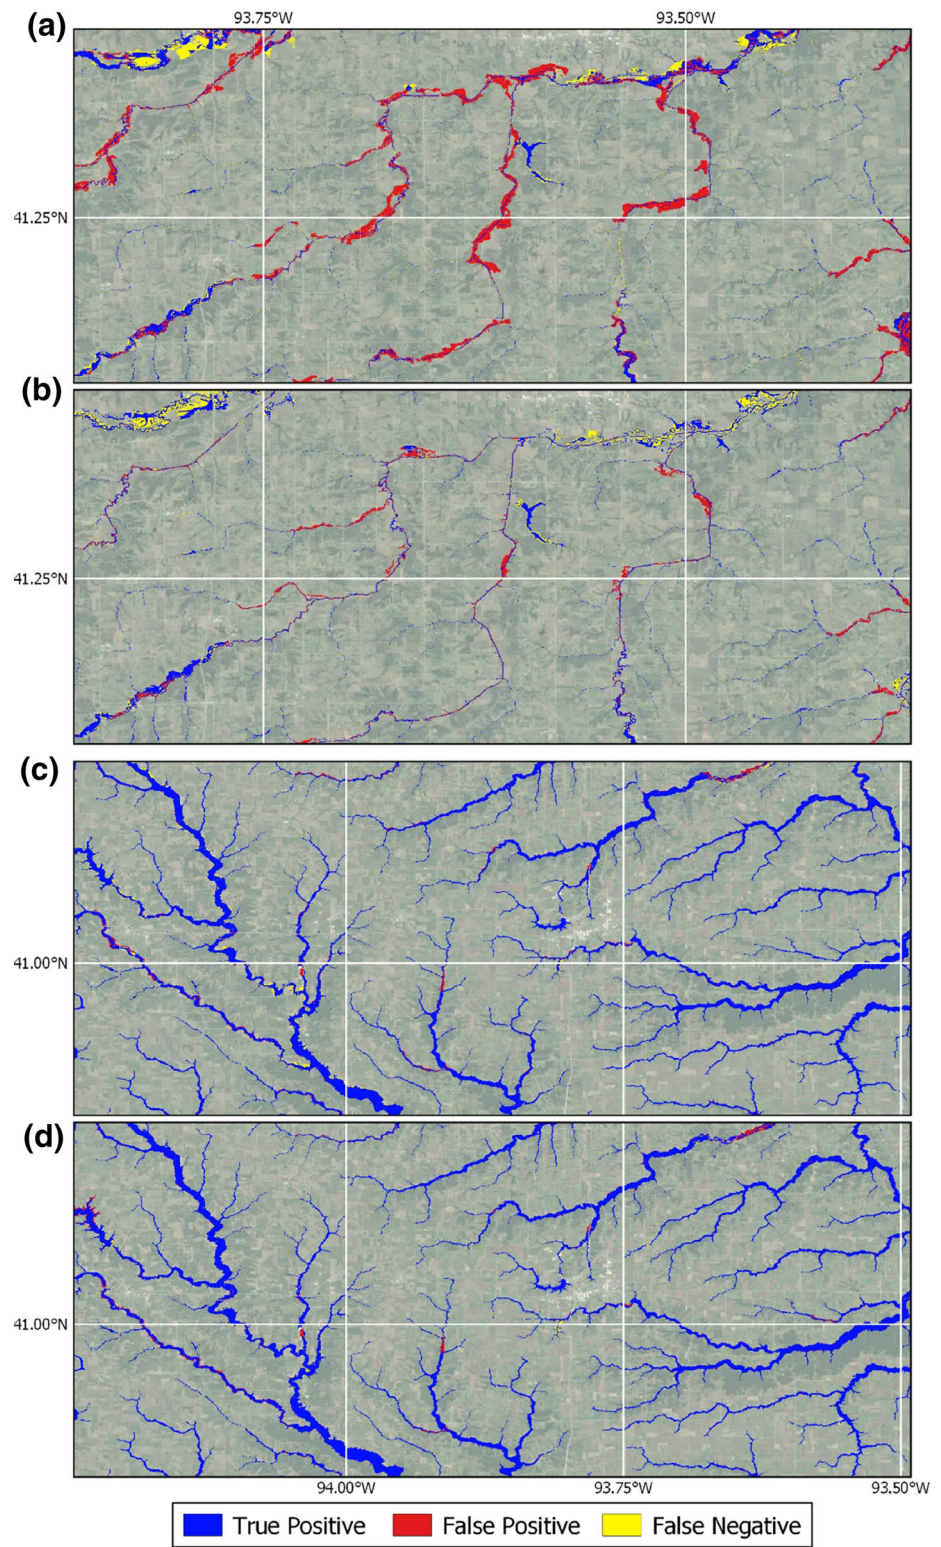 (a)
93.75°W 93.50°W
41.25°N
(b)
41.25°N
(c)
41.00°N
(d)
41.00°N
94.00°W 93.75°W 93.50°W
True Positive False Positive False Negative